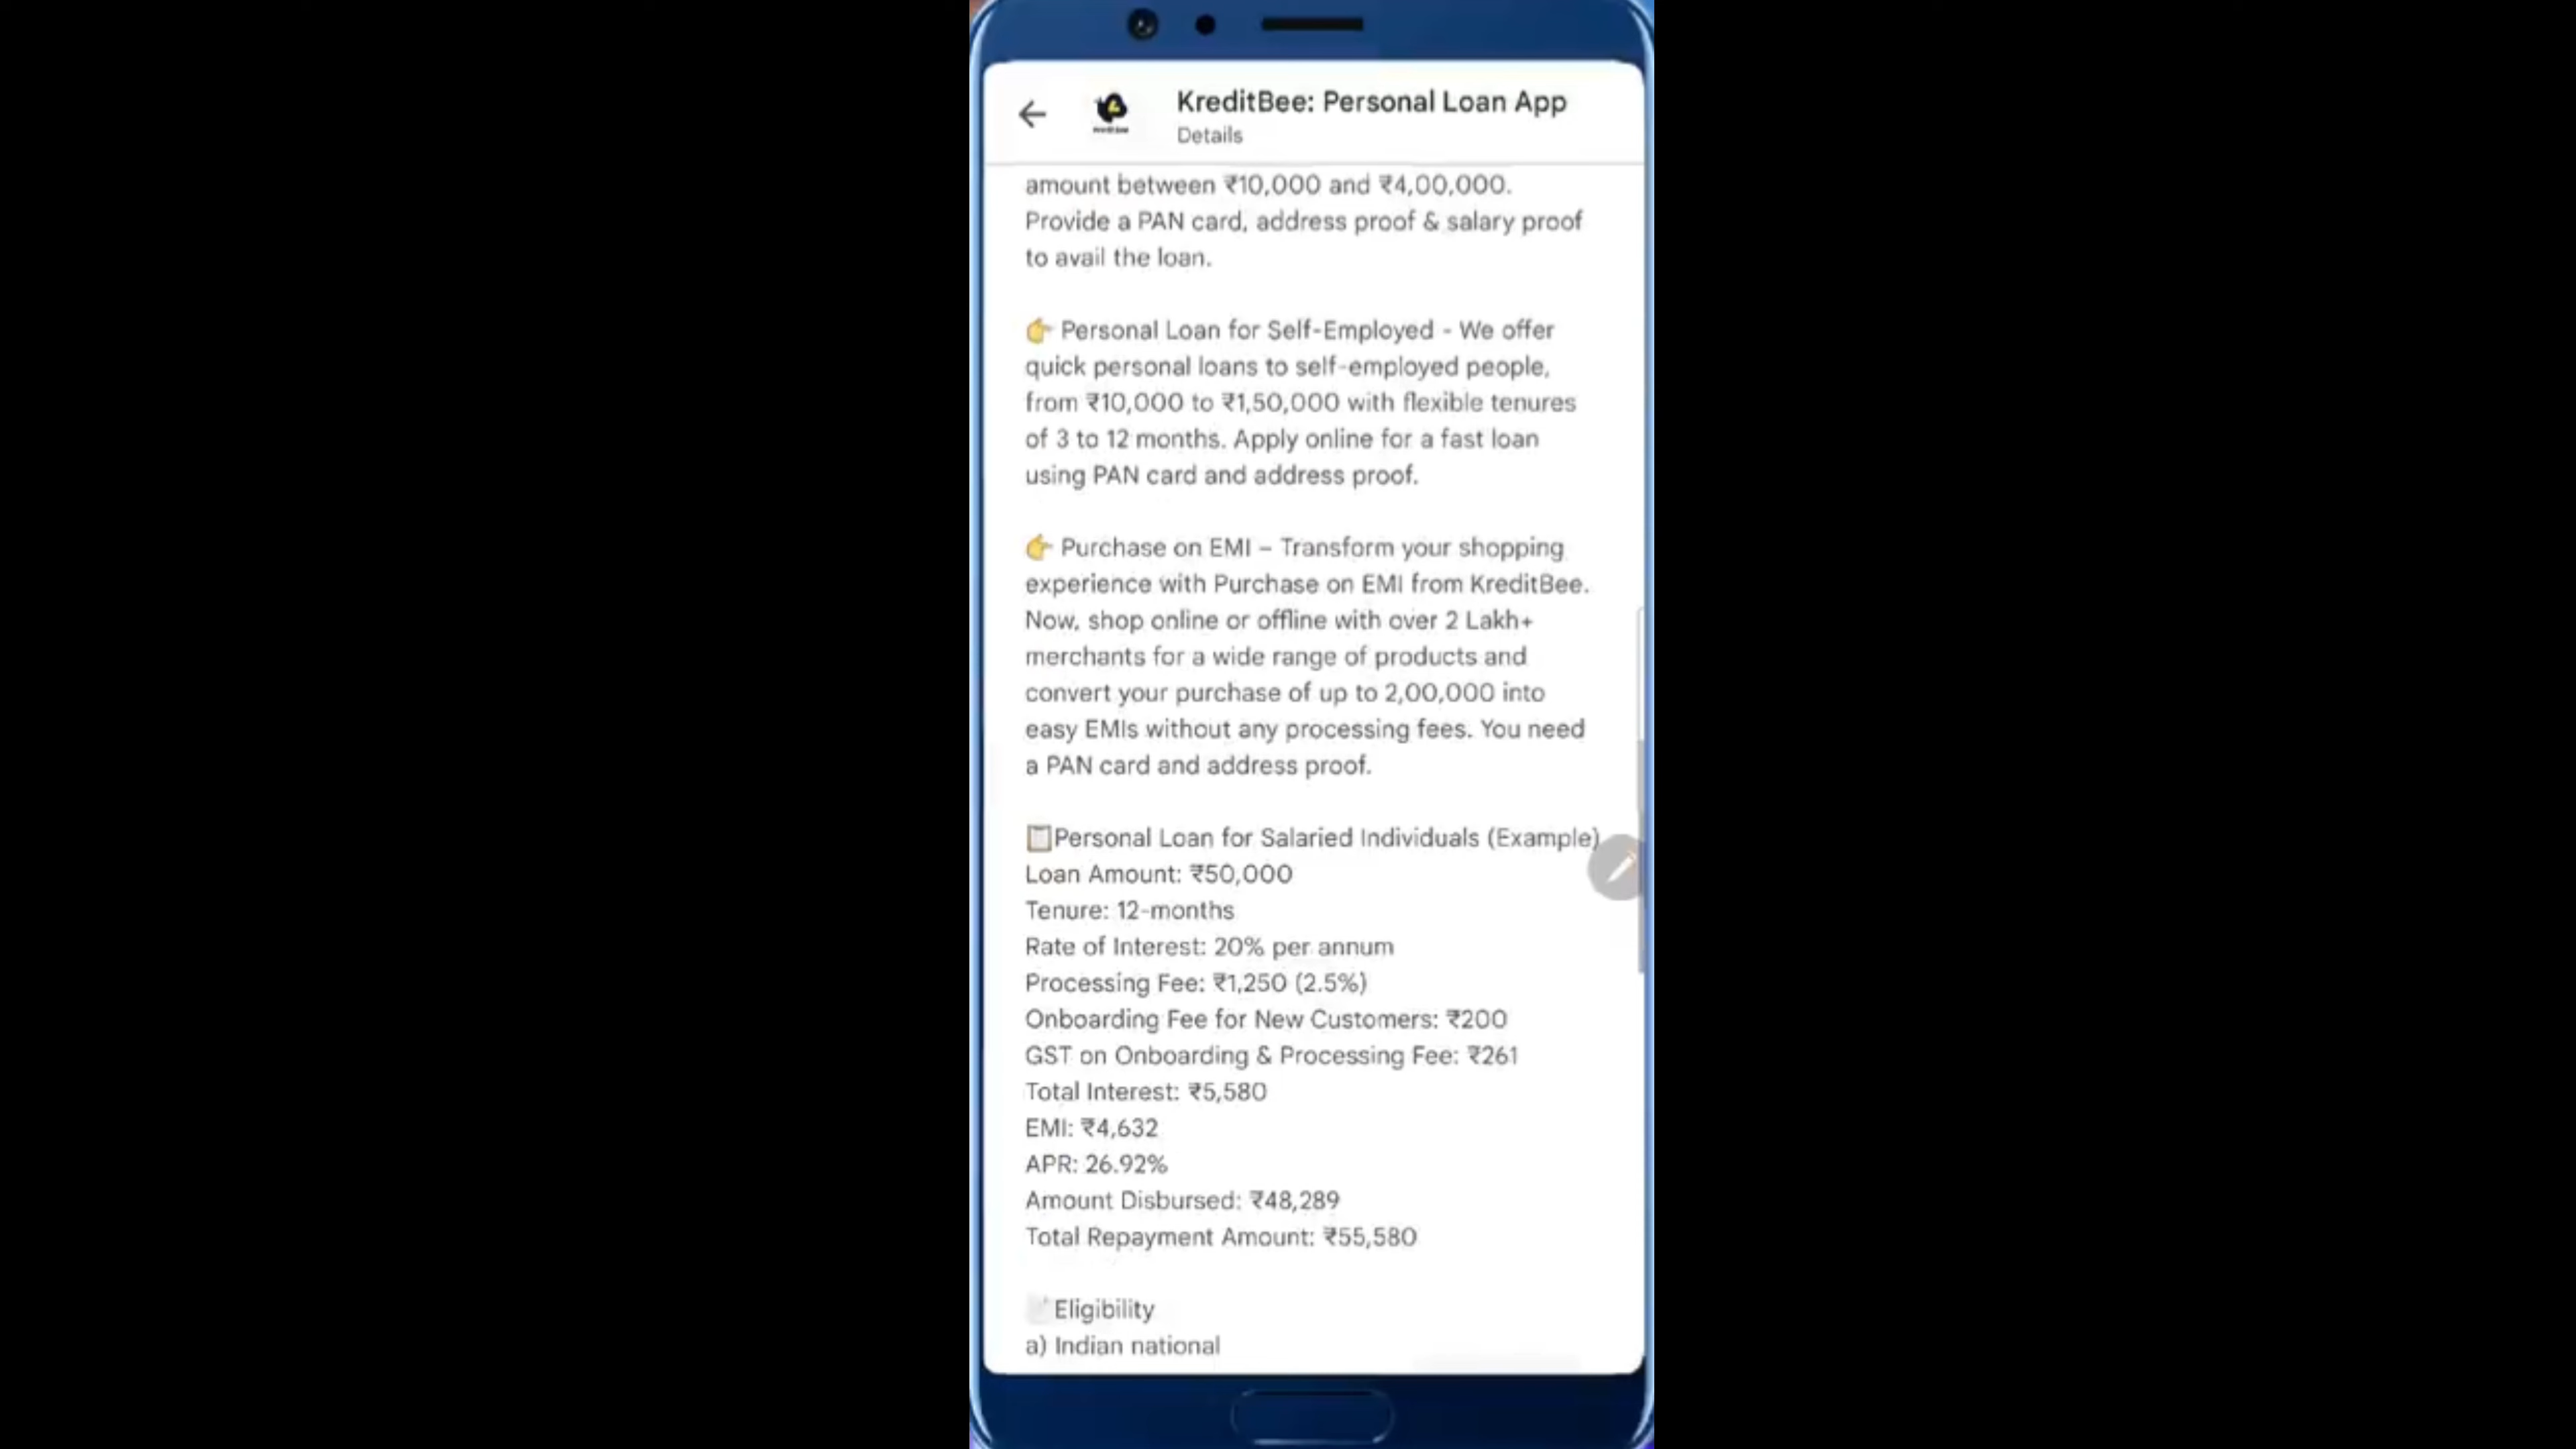 KreditBee: Personal Loan App
Details
amount between ₹10,000 and ₹4,00,000.
Provide a PAN card, address proof & salary proof
to avail the loan.
👉 Personal Loan for Self-Employed - We offer
quick personal loans to self-employed people,
from ₹10,000 to ₹1,50,000 with flexible tenures
of 3 to 12 months. Apply online for a fast loan
using PAN card and address proof.
👉 Purchase on EMI – Transform your shopping
experience with Purchase on EMI from KreditBee.
Now, shop online or offline with over 2 Lakh+
merchants for a wide range of products and
convert your purchase of up to 2,00,000 into
easy EMIs without any processing fees. You need
a PAN card and address proof.
📋Personal Loan for Salaried Individuals (Example)
Loan Amount: ₹50,000
Tenure: 12-months
Rate of Interest: 20% per annum
Processing Fee: ₹1,250 (2.5%)
Onboarding Fee for New Customers: ₹200
GST on Onboarding & Processing Fee: ₹261
Total Interest: ₹5,580
EMI: ₹4,632
APR: 26.92%
Amount Disbursed: ₹48,289
Total Repayment Amount: ₹55,580
Eligibility
a) Indian national